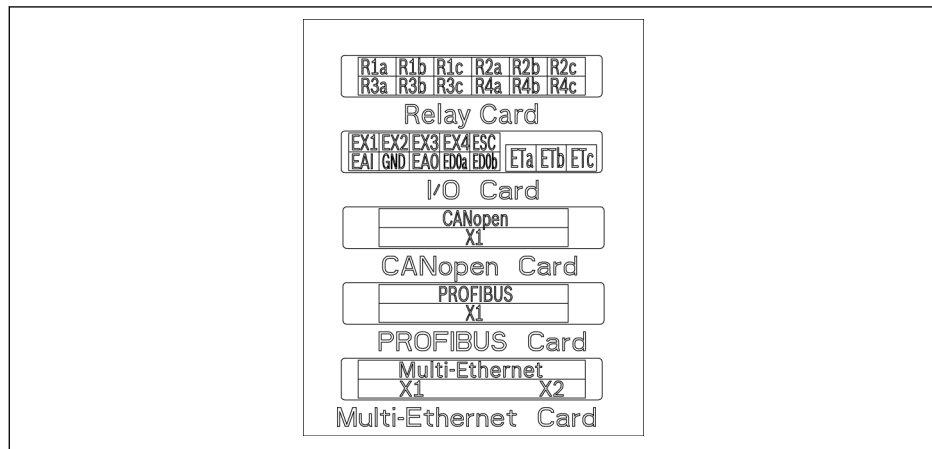 R1a R1b R1c R2a R2b R2c
R3a R3b R3c R4a R4b R4c
Relay Card
EX1 EX2 EX3 EX4 ESC
EAI GND EAO EDOa EDOb ETa ETb ETc
I/O Card
CANopen
X1
CANopen Card
PROFIBUS
X1
PROFIBUS Card
Multi-Ethernet
X1 X2
Multi-Ethernet Card